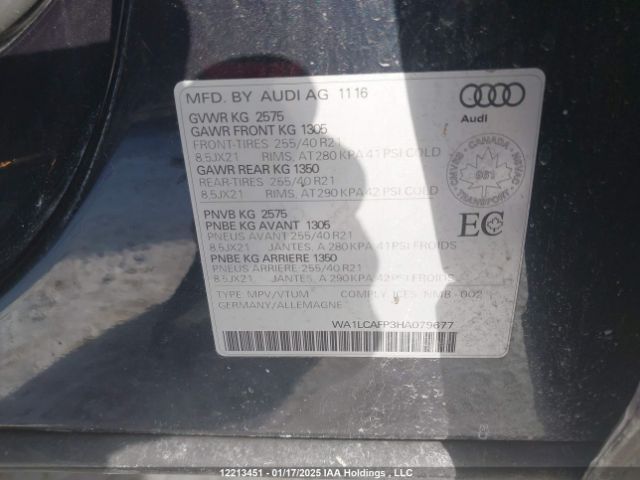 MFD. BY AUDI AG 11 16
Audi
GVWR KG 2575
GAWR FRONT KG 1305
FRONT-TIRES 255/40 R21
8.5JX21 RIMS, AT 280 KPA 41 PSI COLD
GAWR REAR KG 1350
REAR-TIRES 255/40 R21
8.5JX21 RIMS, AT 290 KPA 42 PSI COLD
CANADA
TRANSPORT
EC
PNVB KG 2575
PNBE KG AVANT 1305
PNEUS AVANT 255/40 R21
8.5JX21 JANTES, A 280 KPA 41 PSI FROIDS
PNBE KG ARRIERE 1350
PNEUS ARRIERE 255/40 R21
8.5JX21 JANTES, A 290 KPA 42 PSI FROIDS
TYPE: MPV/VTUM COMPLY ICES-/NMB - 002
GERMANY/ALLEMAGNE
WA1LCAFP3HA079677
12213451 - 01/17/2025 IAA Holdings , LLC